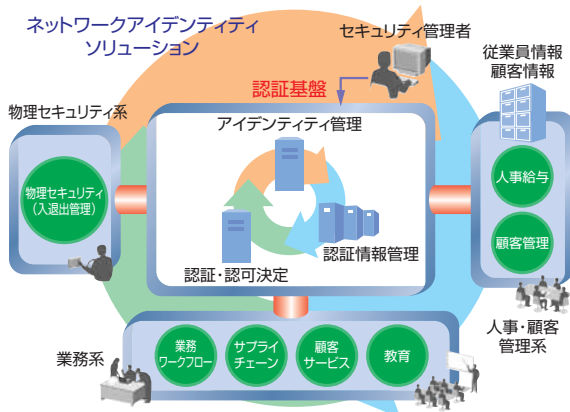 ネットワークアイデンティティ
ソリューション
セキュリティ管理者
従業員情報
顧客情報
認証基盤
物理セキュリティ系
アイデンティティ管理
物理セキュリティ
（入退出管理）
人事給与
顧客管理
認証情報管理
認証・認可決定
人事・顧客
管理系
業務系
業務
ワークフロー
サプライ
チェーン
顧客
サービス
教育